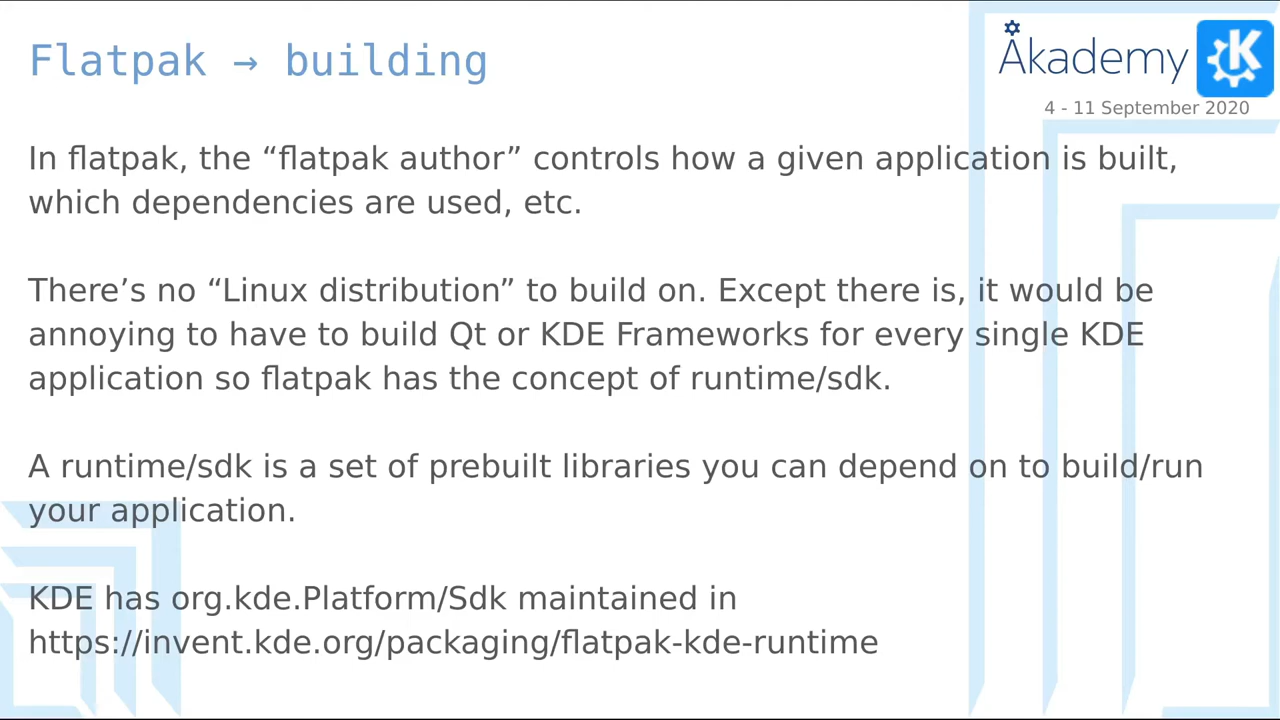 Flatpak → building
Akademy
4 - 11 September 2020
In flatpak, the “flatpak author” controls how a given application is built,
which dependencies are used, etc.
There’s no “Linux distribution” to build on. Except there is, it would be
annoying to have to build Qt or KDE Frameworks for every single KDE
application so flatpak has the concept of runtime/sdk.
A runtime/sdk is a set of prebuilt libraries you can depend on to build/run
your application.
KDE has org.kde.Platform/Sdk maintained in
https://invent.kde.org/packaging/flatpak-kde-runtime